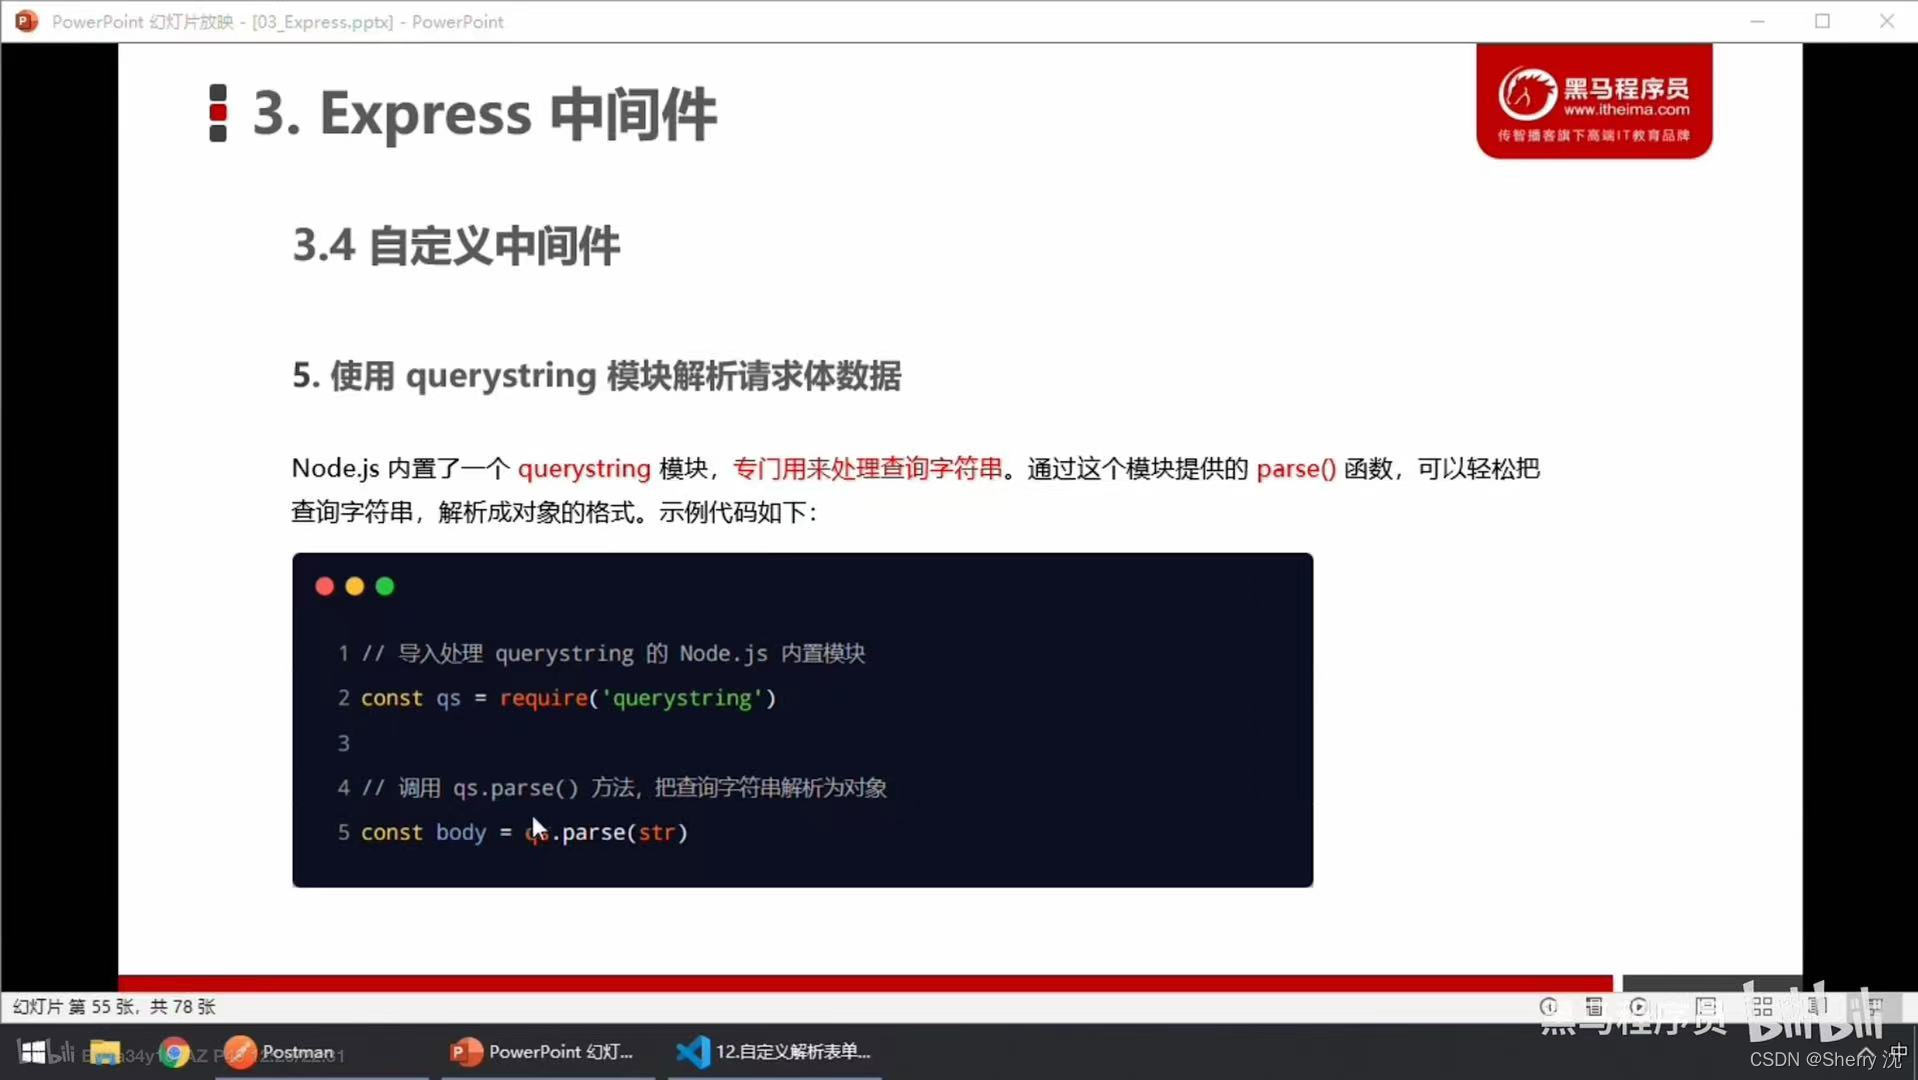 PowerPoint 幻灯片放映 - [03_Express.pptx] - PowerPoint
3. Express 中间件
黑马程序员
www.itheima.com
传智播客旗下高端IT教育品牌
3.4 自定义中间件
5. 使用 querystring 模块解析请求体数据
Node.js 内置了一个 querystring 模块，专门用来处理查询字符串。通过这个模块提供的 parse() 函数，可以轻松把
查询字符串，解析成对象的格式。示例代码如下：
1 // 导入处理 querystring 的 Node.js 内置模块
2 const qs = require('querystring')
3
4 // 调用 qs.parse() 方法，把查询字符串解析为对象
5 const body = qs.parse(str)
幻灯片 第 55 张，共 78 张
黑马程序员 bilibili
Postman
PowerPoint 幻灯...
12.自定义解析表单...
中
CSDN @Sherry 沈